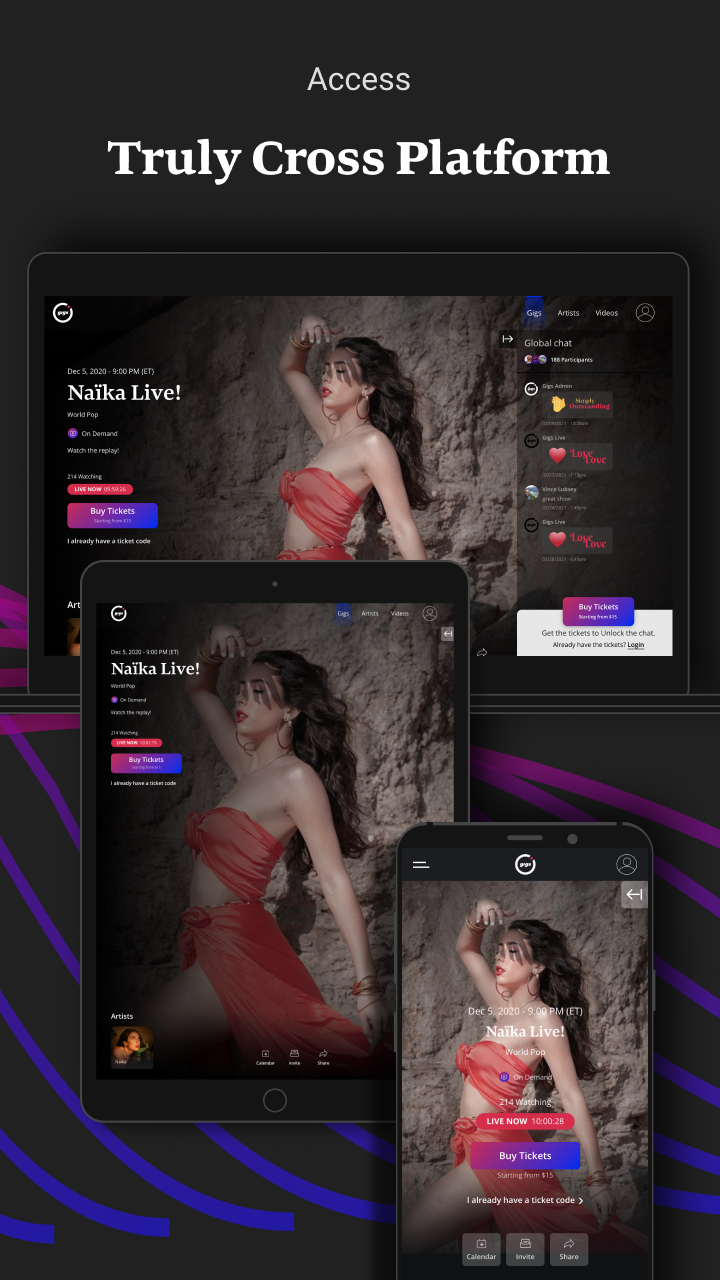 Access
Truly Cross Platform
gigs
Gigs Artists Videos
Dec 5, 2020 - 9:00 PM (ET)
Naïka Live!
World Pop
On Demand
Watch the replay!
214 Watching
LIVE NOW 09:59:26
Buy Tickets
Starting from $15
I already have a ticket code
Art
Global chat
188 Participants
Gigs Admin
Simply
Outstanding
Gigs Live
Love
Love
Vince Lubsey
great show
Gigs Live
Love
Love
Buy Tickets
Starting from $15
Get the tickets to Unlock the chat.
Already have the tickets? Login
gigs
Gigs Artists Videos
Dec 5, 2020 - 9:00 PM (ET)
Naïka Live!
World Pop
On Demand
Watch the replay!
214 Watching
LIVE NOW
Buy Tickets
Starting from $15
I already have a ticket code
Artists
Naïka
Calendar Invite Share
gigs
Dec 5, 2020 - 9:00 PM (ET)
Naïka Live!
World Pop
On Demand
214 Watching
LIVE NOW 10:00:28
Buy Tickets
Starting from $15
I already have a ticket code
Calendar Invite Share